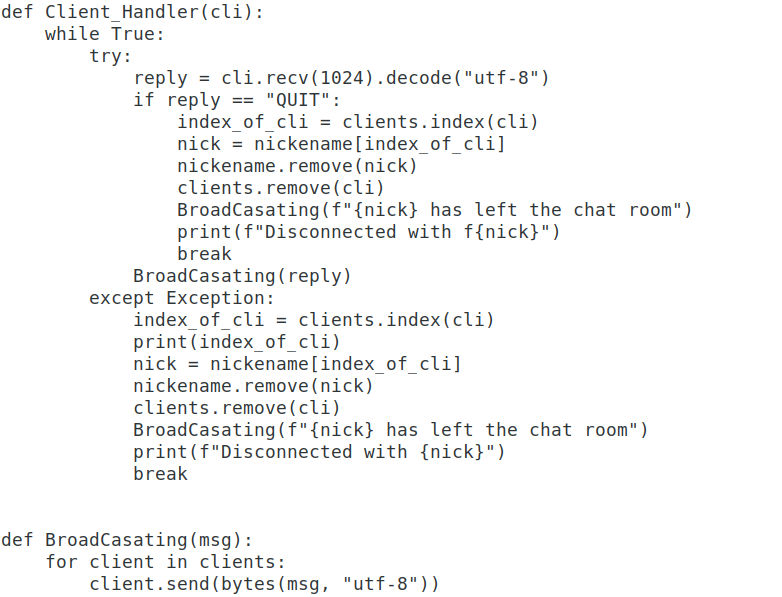 def Client_Handler(cli):
    while True:
        try:
            reply = cli.recv(1024).decode("utf-8")
            if reply == "QUIT":
                index_of_cli = clients.index(cli)
                nick = nickename[index_of_cli]
                nickename.remove(nick)
                clients.remove(cli)
                BroadCasating(f"{nick} has left the chat room")
                print(f"Disconnected with f{nick}")
                break
            BroadCasating(reply)
        except Exception:
            index_of_cli = clients.index(cli)
            print(index_of_cli)
            nick = nickename[index_of_cli]
            nickename.remove(nick)
            clients.remove(cli)
            BroadCasating(f"{nick} has left the chat room")
            print(f"Disconnected with {nick}")
            break


def BroadCasating(msg):
    for client in clients:
        client.send(bytes(msg, "utf-8"))